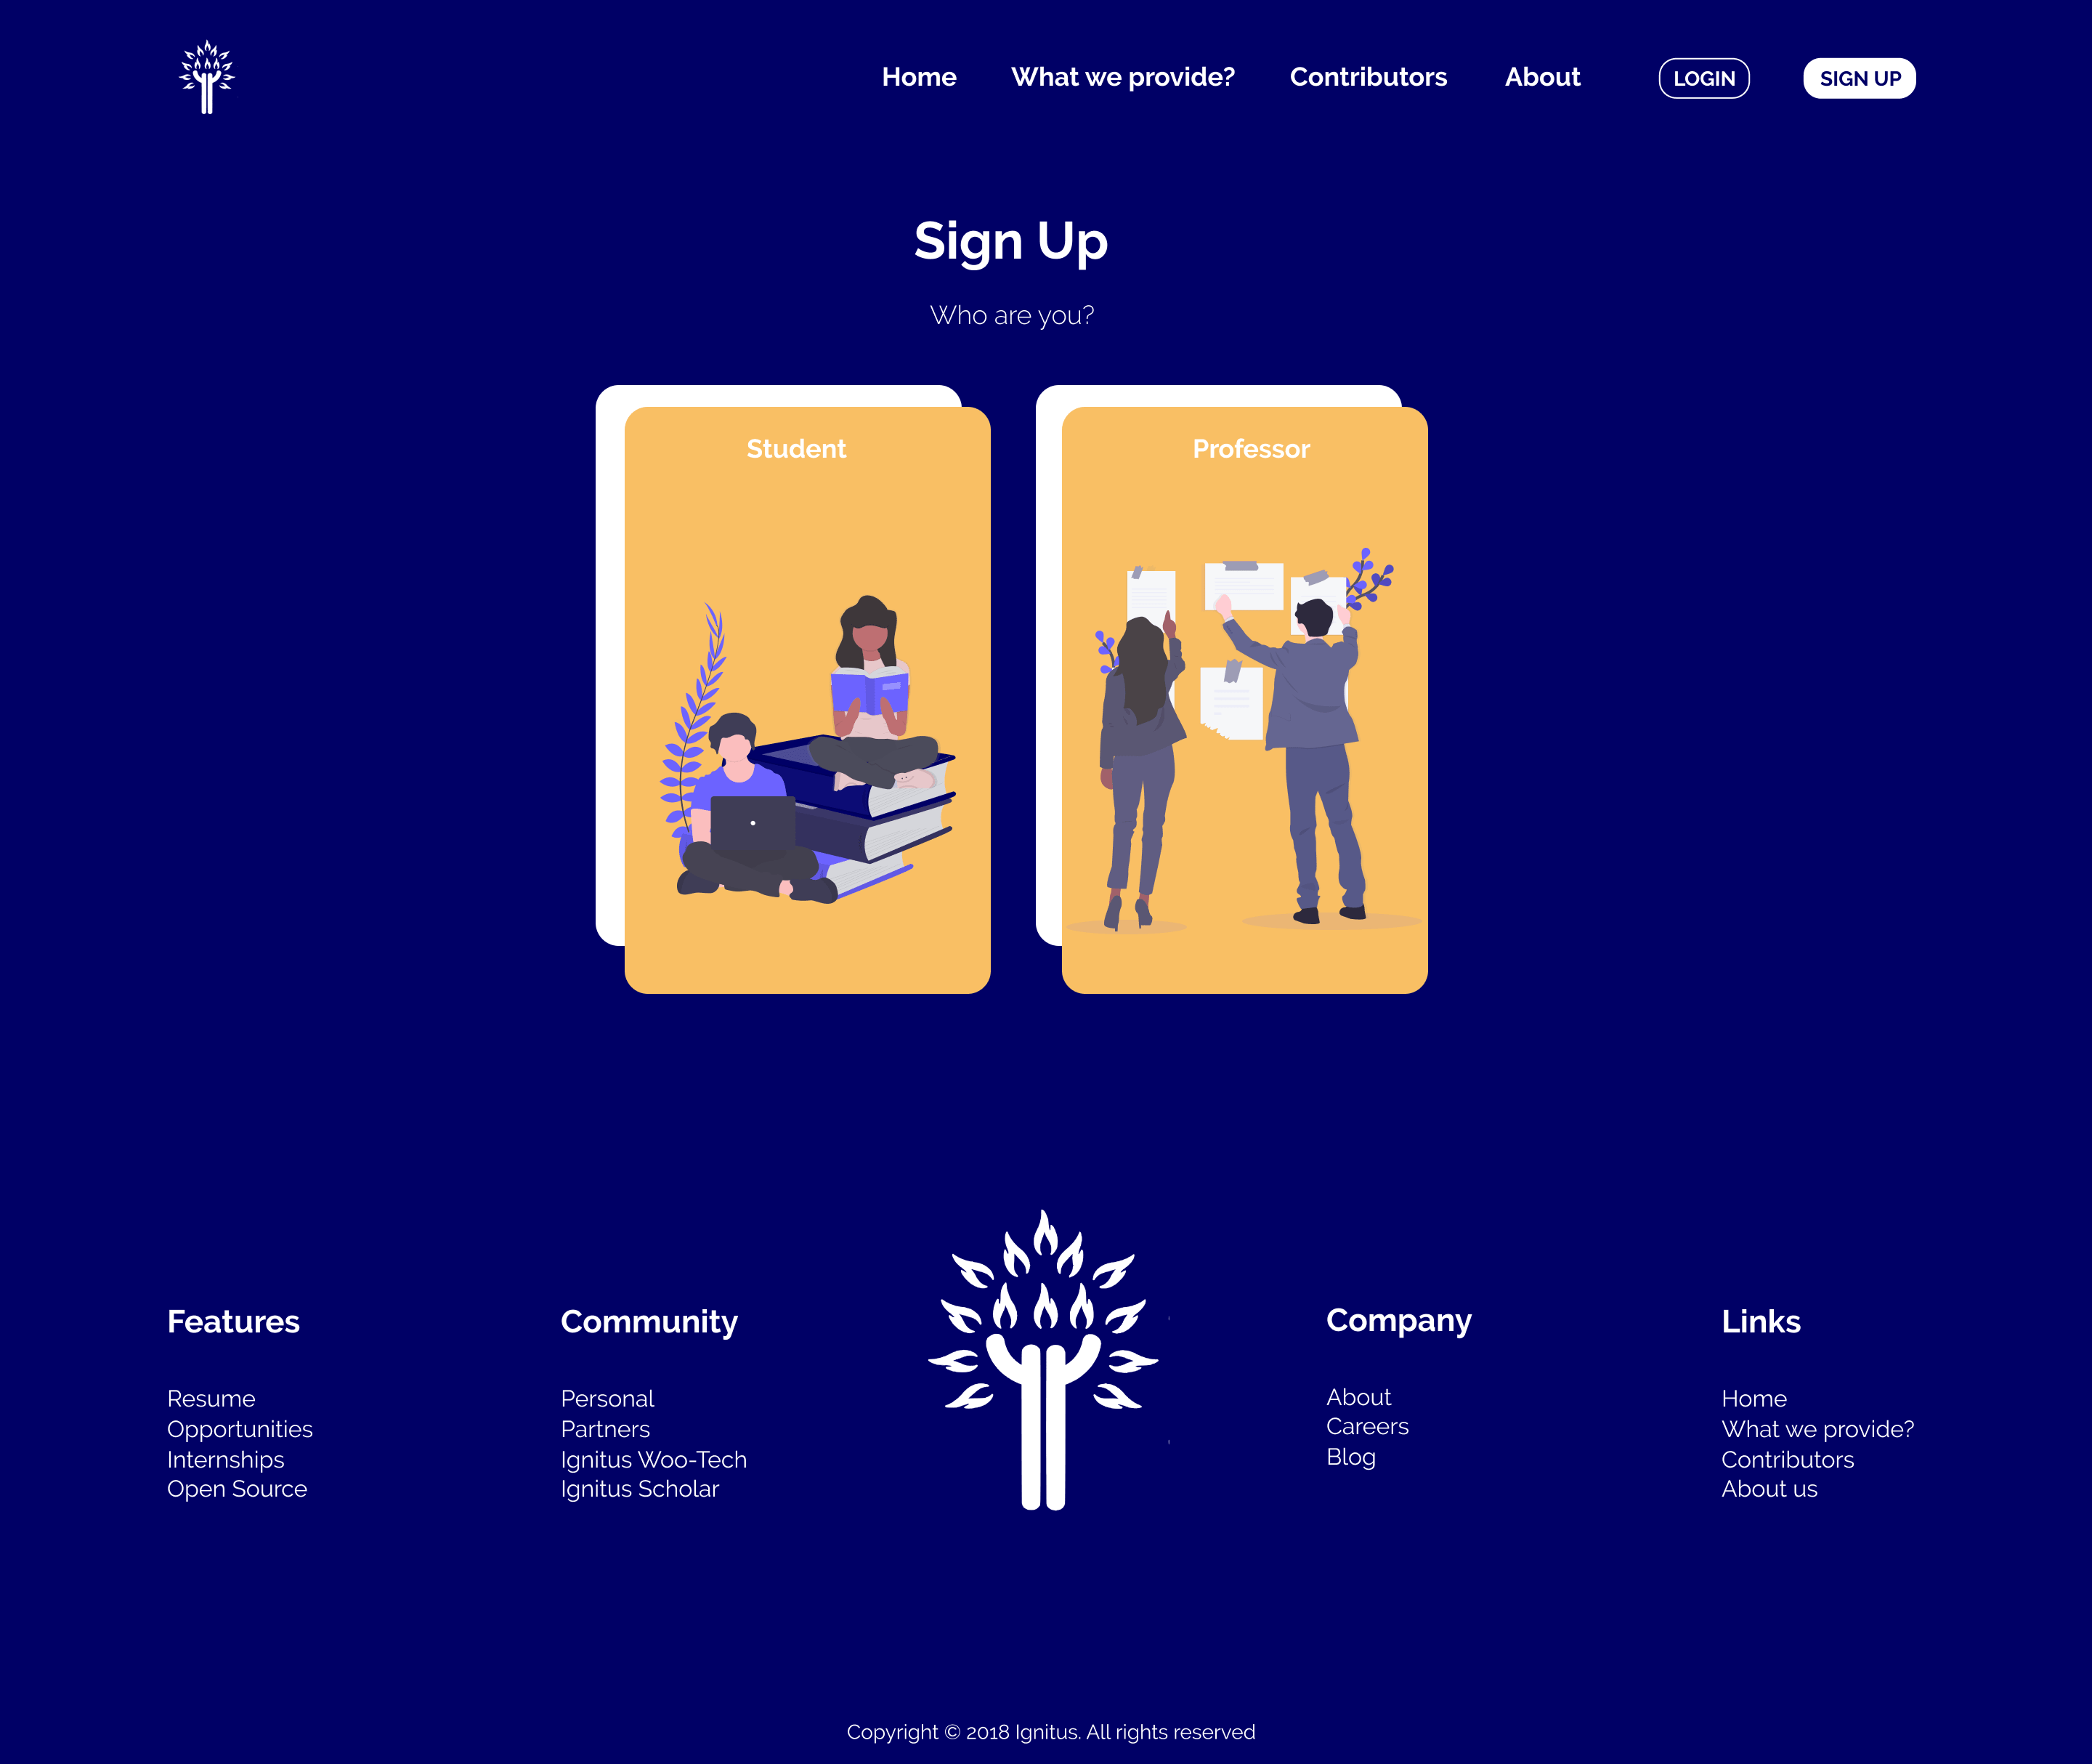 Home
What we provide?
Contributors
About
LOGIN
SIGN UP
Sign Up
Who are you?
Student
Professor
Features
Resume
Opportunities
Internships
Open Source
Community
Personal
Partners
Ignitus Woo-Tech
Ignitus Scholar
Company
About
Careers
Blog
Links
Home
What we provide?
Contributors
About us
Copyright © 2018 Ignitus. All rights reserved